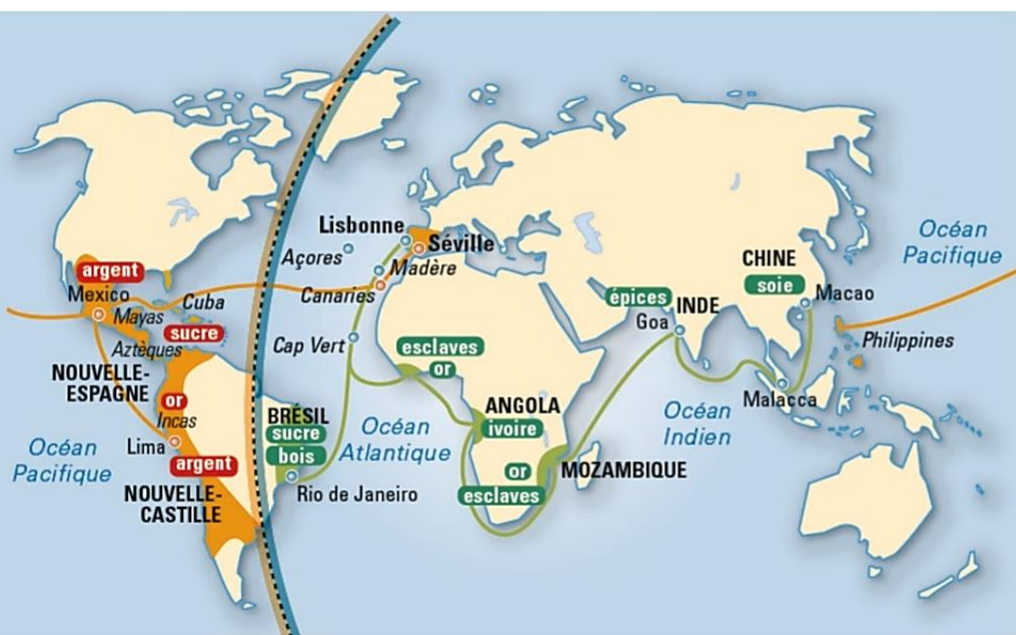 Lisbonne
Açores
Séville
Madère
Canaries
Océan
Pacifique
CHINE
soie
Macao
argent
Mexico
Mayas
Cuba
sucre
Aztèques
NOUVELLE-
ESPAGNE
Cap Vert
épices
INDE
Goa
Philippines
esclaves
or
or
Incas
Lima
argent
NOUVELLE-
CASTILLE
Océan
Pacifique
BRÉSIL
sucre
bois
Rio de Janeiro
Océan
Atlantique
ANGOLA
ivoire
or
esclaves
MOZAMBIQUE
Océan
Indien
Malacca